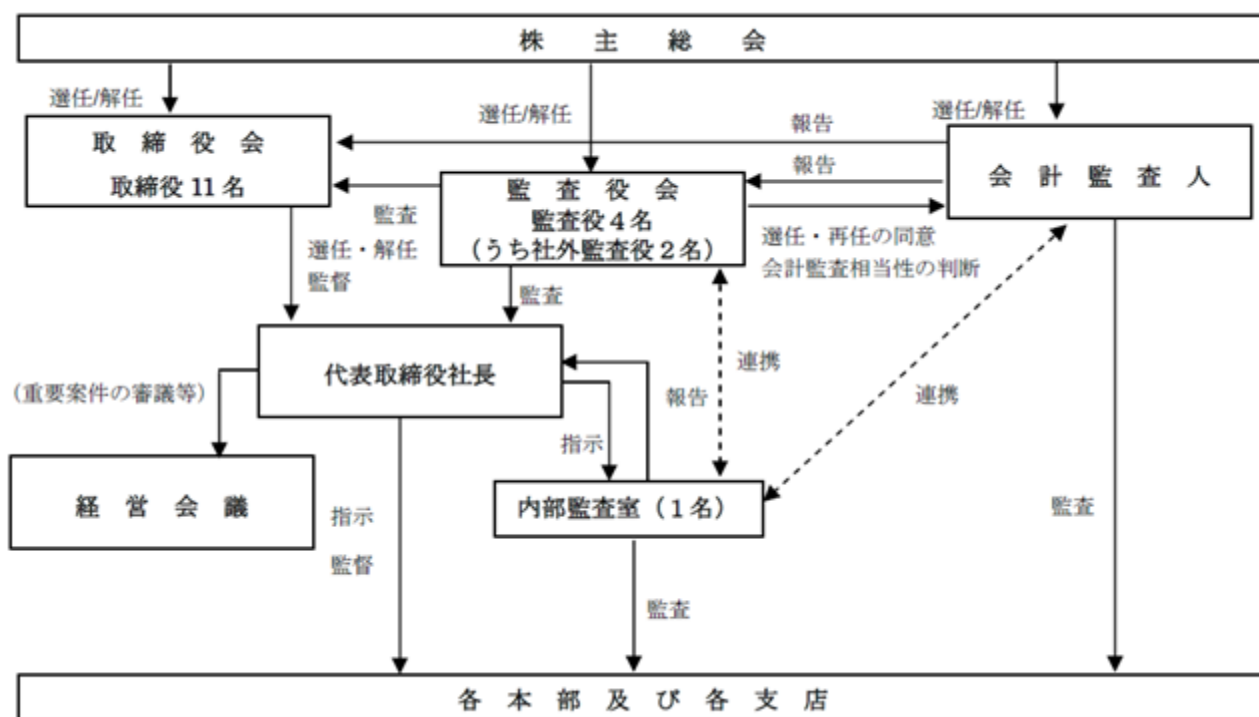 株主総会
選任/解任
選任/解任
選任/解任
取締役会
取締役11名
報告
報告
会計監査人
監査役会
監査役4名
(うち社外監査役2名)
監査
選任・再任の同意
会計監査相当性の判断
選任・解任
監督
監査
代表取締役社長
(重要案件の審議等)
連携
報告
連携
指示
経営会議
内部監査室(1名)
指示
監督
監査
監査
各本部及び各支店